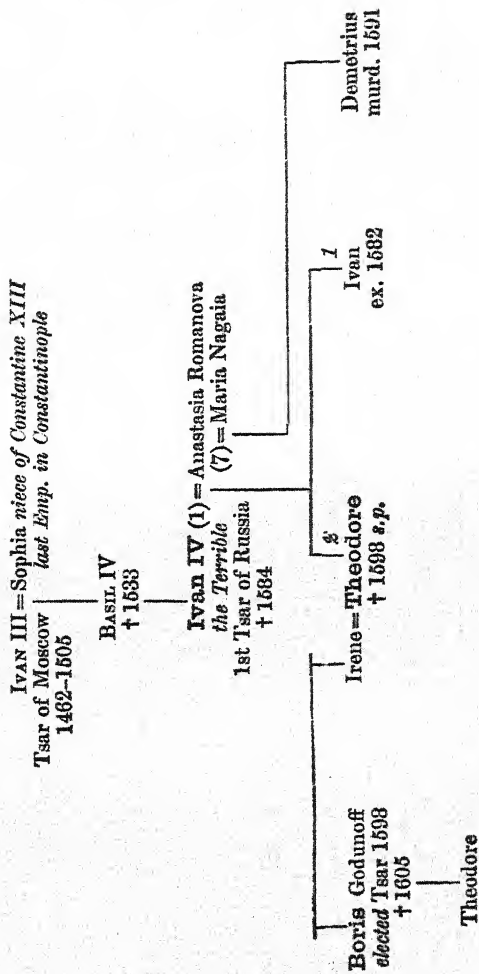 IVAN III = Sophia niece of Constantine XIII
Tsar of Moscow last Emp. in Constantinople
1462–1505
BASIL IV
† 1533
Ivan IV (1) = Anastasia Romanova
the Terrible (7) = Maria Nagaia
1st Tsar of Russia
† 1584
Boris Godunoff
elected Tsar 1598
† 1605
Theodore
2
Irene = Theodore
† 1598 s.p.
1
Ivan
ex. 1582
Demetrius
murd. 1591